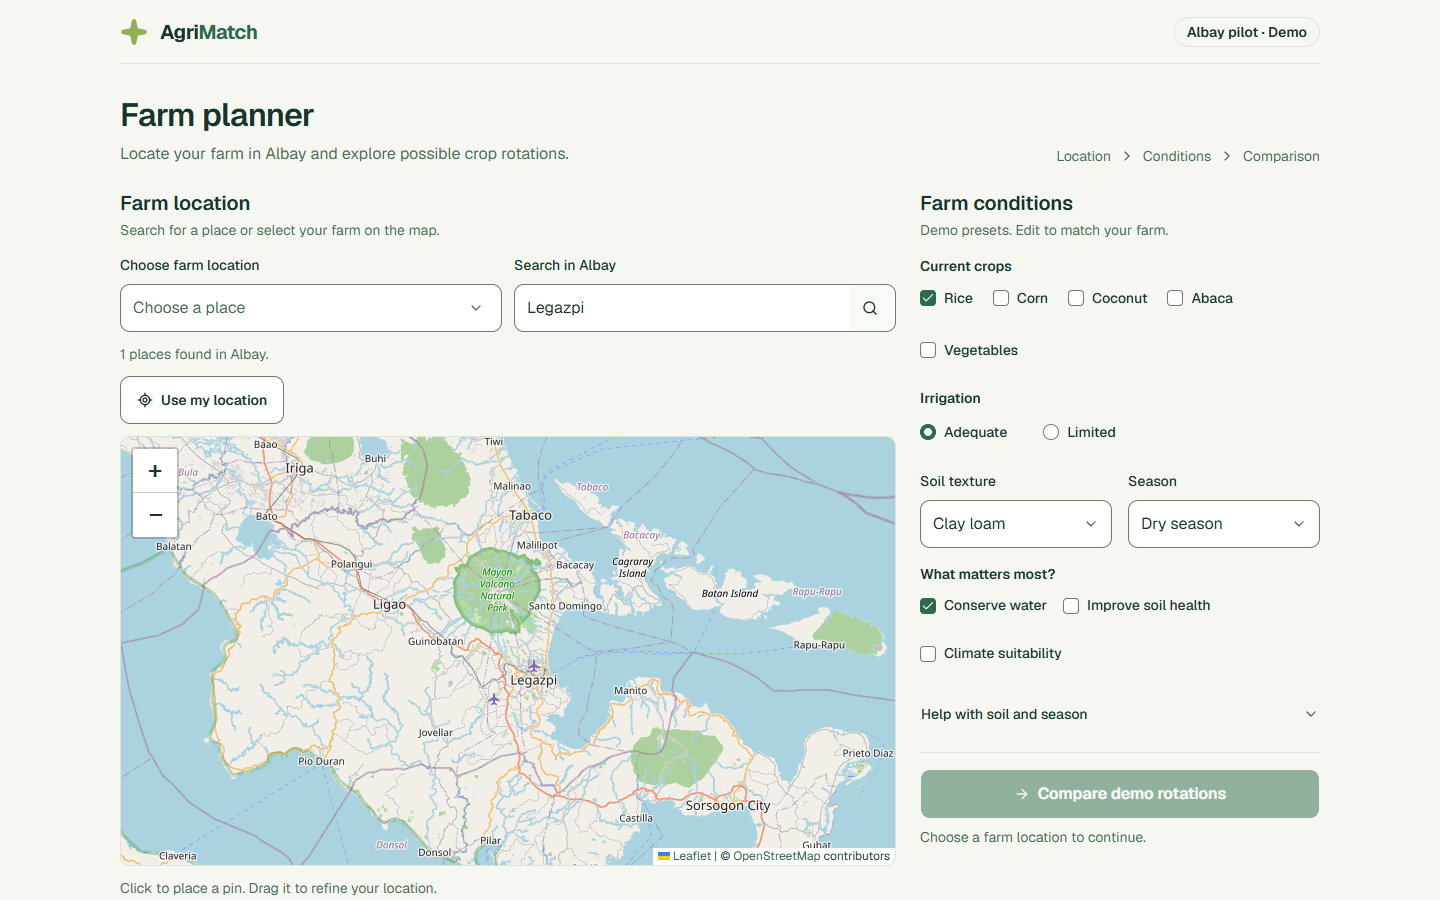 AgriMatch
Albay pilot · Demo
Farm planner
Locate your farm in Albay and explore possible crop rotations.
Location > Conditions > Comparison
Farm location
Search for a place or select your farm on the map.
Choose farm location
Search in Albay
Choose a place
Legazpi
1 places found in Albay.
Use my location
+
−
Baao
Tiwi
Bula
Iriga
Buhi
Malinao
Tabaco
Bato
Tabaco
Balatan
Malilipot
Bacacay
Polangui
Bacacay
Cagraray
Island
Mayon
Volcano
Natural
Park
Batan Island
Rapu-Rapu
Ligao
Santo Domingo
Guinobatan
Rapu-Rapu
Legazpi
Manito
Jovellar
Prieto Diaz
Pio Duran
Sorsogon City
Castilla
Pilar
Donsol
Donsol
Gubat
Claveria
Leaflet | © OpenStreetMap contributors
Click to place a pin. Drag it to refine your location.
Farm conditions
Demo presets. Edit to match your farm.
Current crops
Rice
Corn
Coconut
Abaca
Vegetables
Irrigation
Adequate
Limited
Soil texture
Season
Clay loam
Dry season
What matters most?
Conserve water
Improve soil health
Climate suitability
Help with soil and season
→ Compare demo rotations
Choose a farm location to continue.